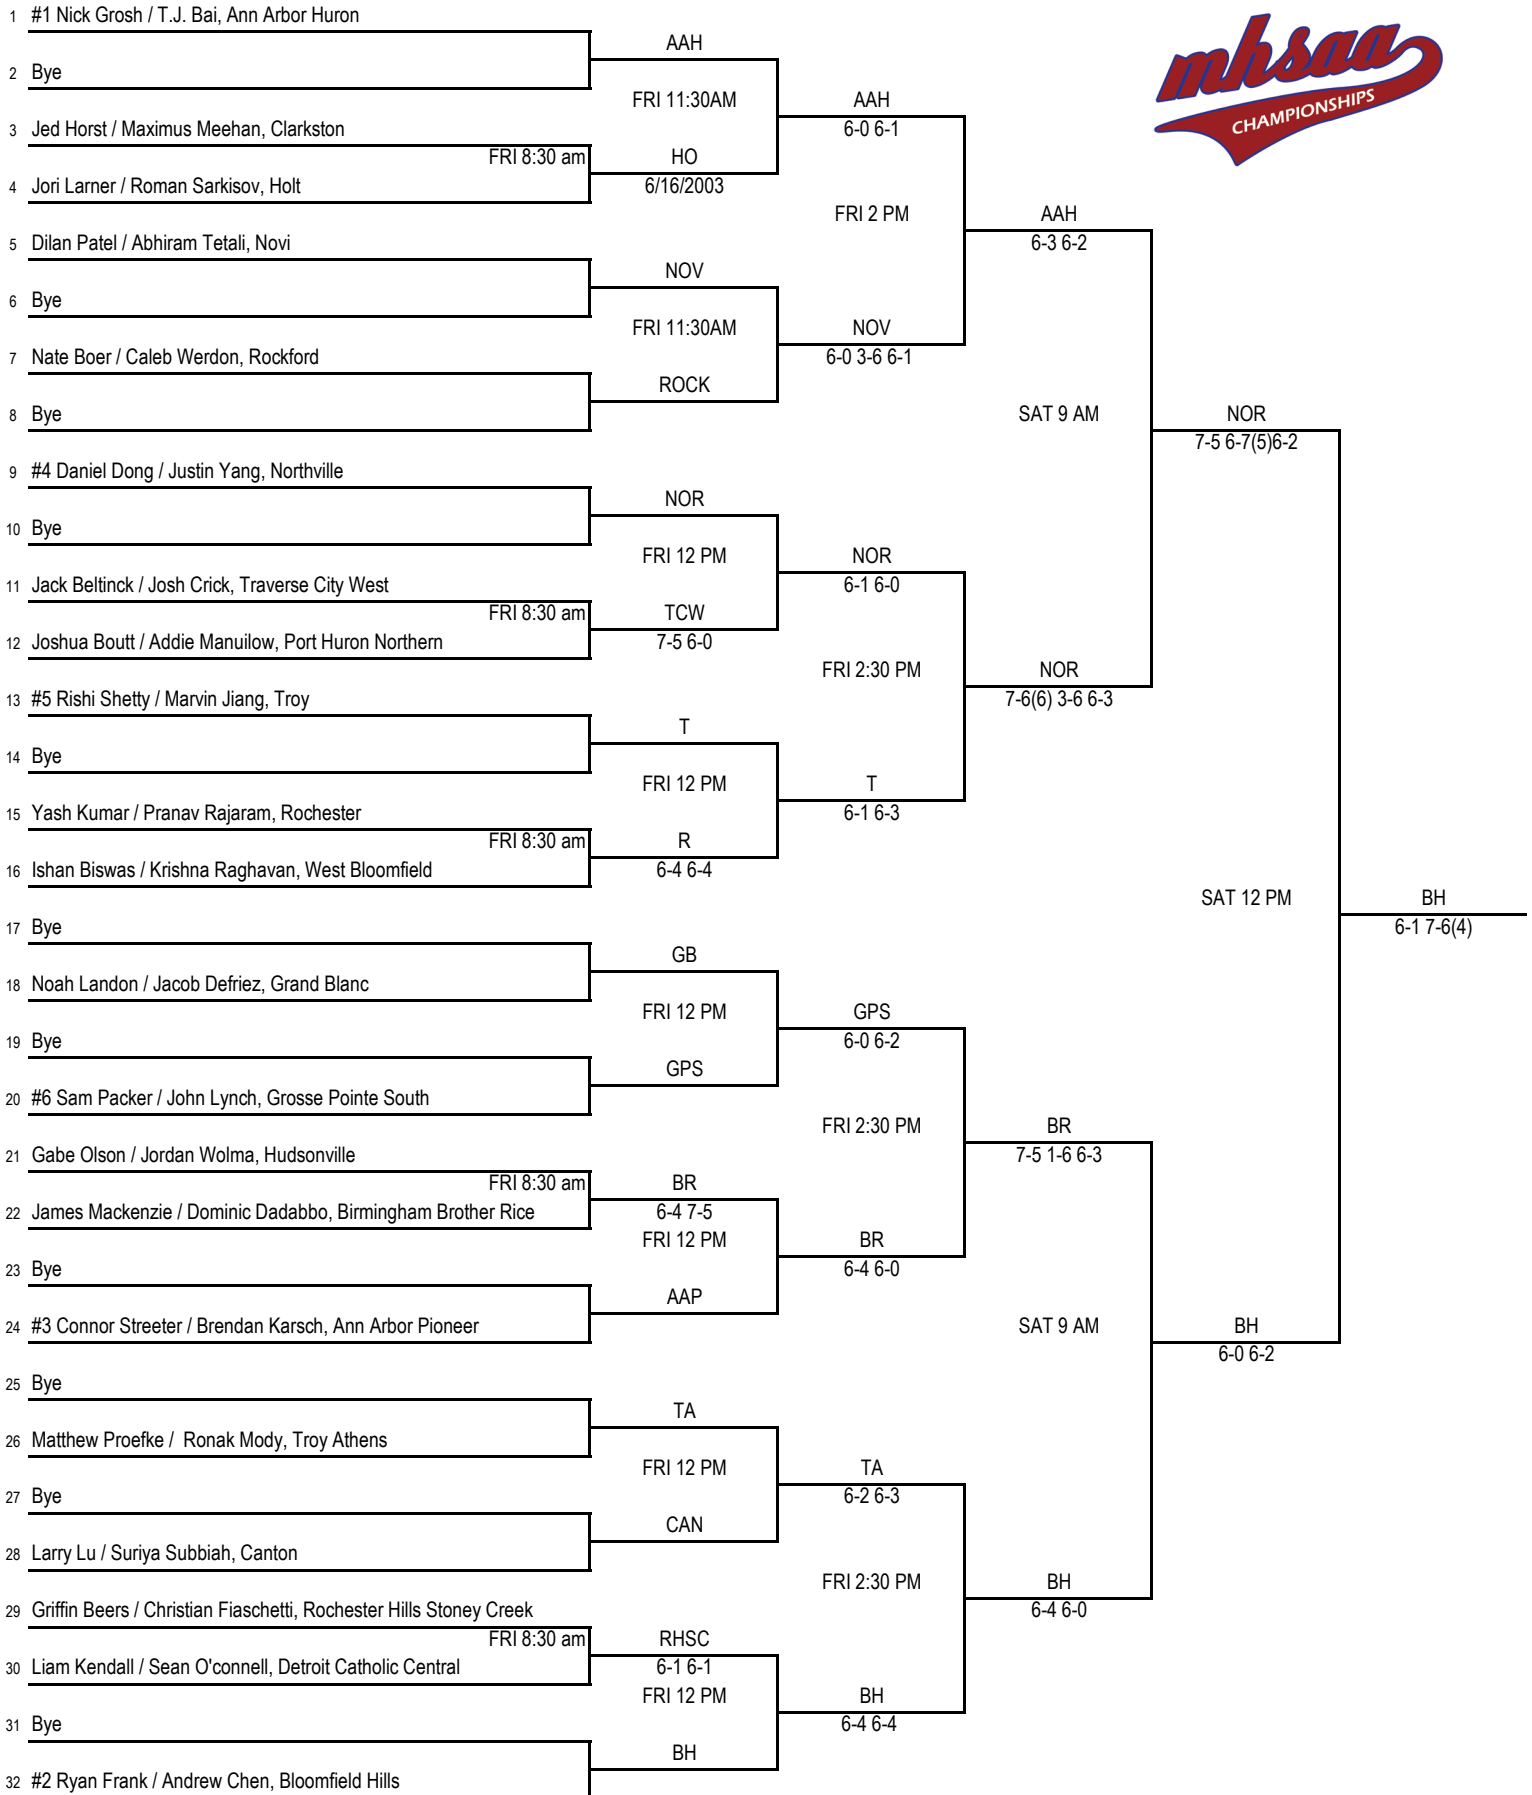 1 #1 Nick Grosh / T.J. Bai, Ann Arbor Huron
AAH
2 Bye
FRI 11:30AM
AAH
3 Jed Horst / Maximus Meehan, Clarkston
6-0 6-1
FRI 8:30 am
HO
4 Jori Larner / Roman Sarkisov, Holt
6/16/2003
FRI 2 PM
AAH
5 Dilan Patel / Abhiram Tetali, Novi
6-3 6-2
NOV
6 Bye
FRI 11:30AM
NOV
7 Nate Boer / Caleb Werdon, Rockford
6-0 3-6 6-1
ROCK
8 Bye
SAT 9 AM
NOR
7-5 6-7(5)6-2
9 #4 Daniel Dong / Justin Yang, Northville
NOR
10 Bye
FRI 12 PM
NOR
11 Jack Beltinck / Josh Crick, Traverse City West
6-1 6-0
FRI 8:30 am
TCW
12 Joshua Boutt / Addie Manuilow, Port Huron Northern
7-5 6-0
FRI 2:30 PM
NOR
13 #5 Rishi Shetty / Marvin Jiang, Troy
7-6(6) 3-6 6-3
T
14 Bye
FRI 12 PM
T
15 Yash Kumar / Pranav Rajaram, Rochester
6-1 6-3
FRI 8:30 am
R
16 Ishan Biswas / Krishna Raghavan, West Bloomfield
6-4 6-4
SAT 12 PM
BH
17 Bye
6-1 7-6(4)
GB
18 Noah Landon / Jacob Defriez, Grand Blanc
FRI 12 PM
GPS
19 Bye
6-0 6-2
GPS
20 #6 Sam Packer / John Lynch, Grosse Pointe South
FRI 2:30 PM
BR
21 Gabe Olson / Jordan Wolma, Hudsonville
7-5 1-6 6-3
FRI 8:30 am
BR
22 James Mackenzie / Dominic Dadabbo, Birmingham Brother Rice
6-4 7-5
FRI 12 PM
BR
23 Bye
6-4 6-0
AAP
24 #3 Connor Streeter / Brendan Karsch, Ann Arbor Pioneer
SAT 9 AM
BH
6-0 6-2
25 Bye
TA
26 Matthew Proefke / Ronak Mody, Troy Athens
FRI 12 PM
TA
27 Bye
6-2 6-3
CAN
28 Larry Lu / Suriya Subbiah, Canton
FRI 2:30 PM
BH
29 Griffin Beers / Christian Fiaschetti, Rochester Hills Stoney Creek
6-4 6-0
FRI 8:30 am
RHSC
30 Liam Kendall / Sean O'connell, Detroit Catholic Central
6-1 6-1
FRI 12 PM
BH
31 Bye
6-4 6-4
BH
32 #2 Ryan Frank / Andrew Chen, Bloomfield Hills
mhsaa
CHAMPIONSHIPS